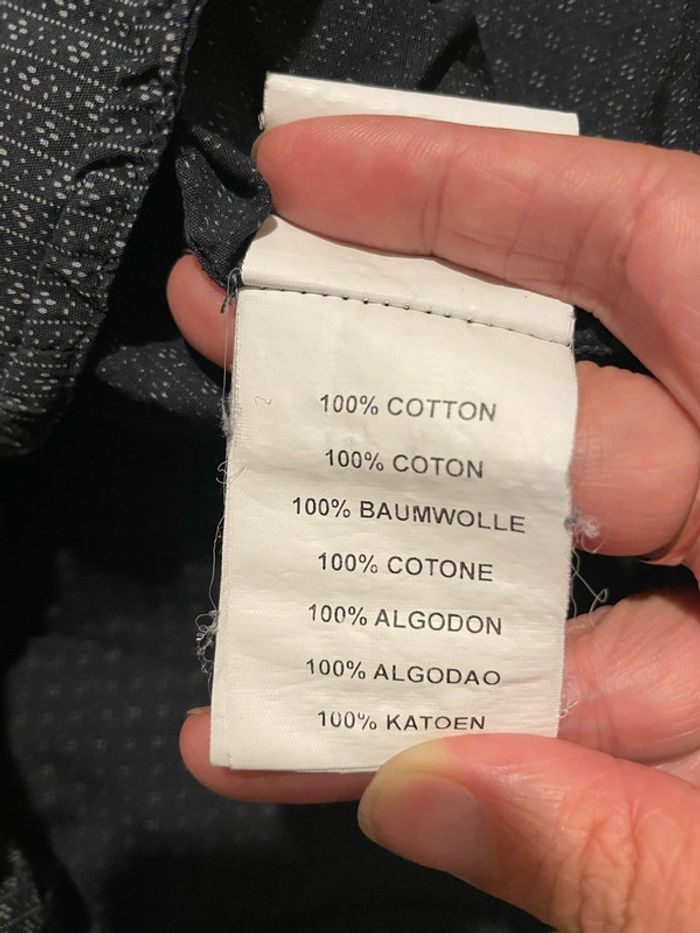 100% COTTON
100% COTON
100% BAUMWOLLE
100% COTONE
100% ALGODON
100% ALGODAO
100% KATOEN